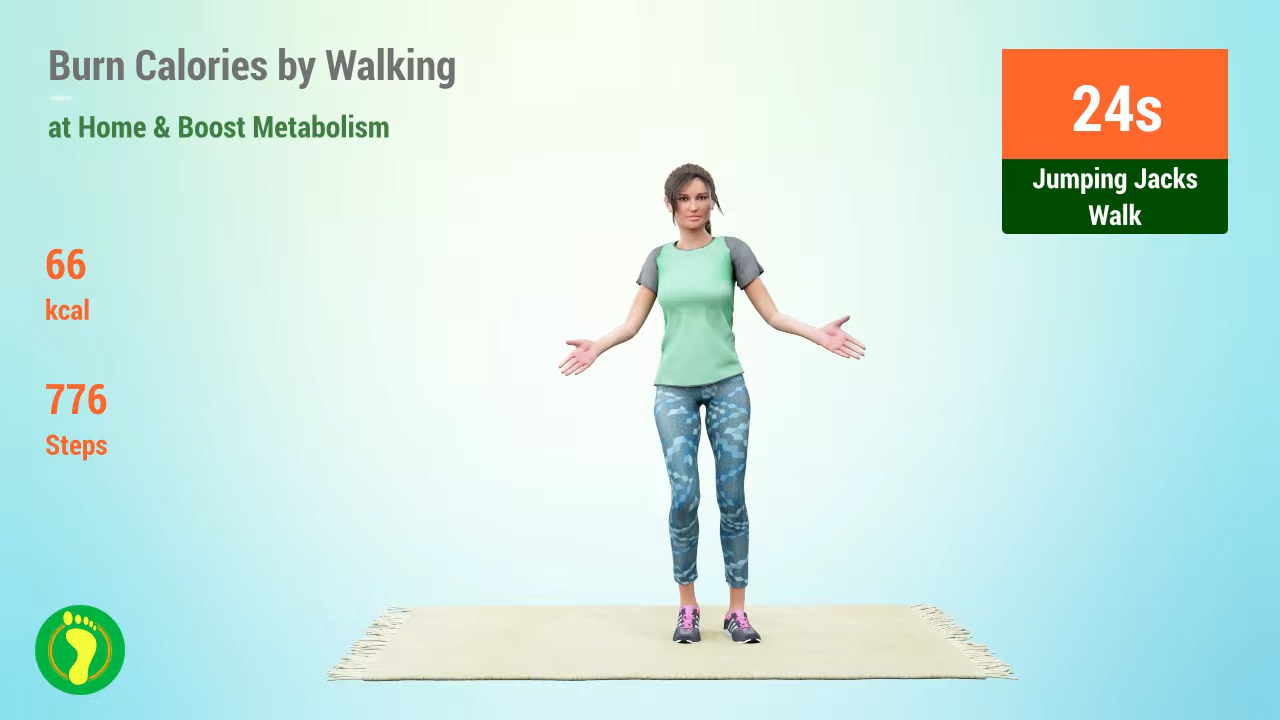 Burn Calories by Walking
at Home & Boost Metabolism
24s
Jumping Jacks
Walk
66
kcal
776
Steps